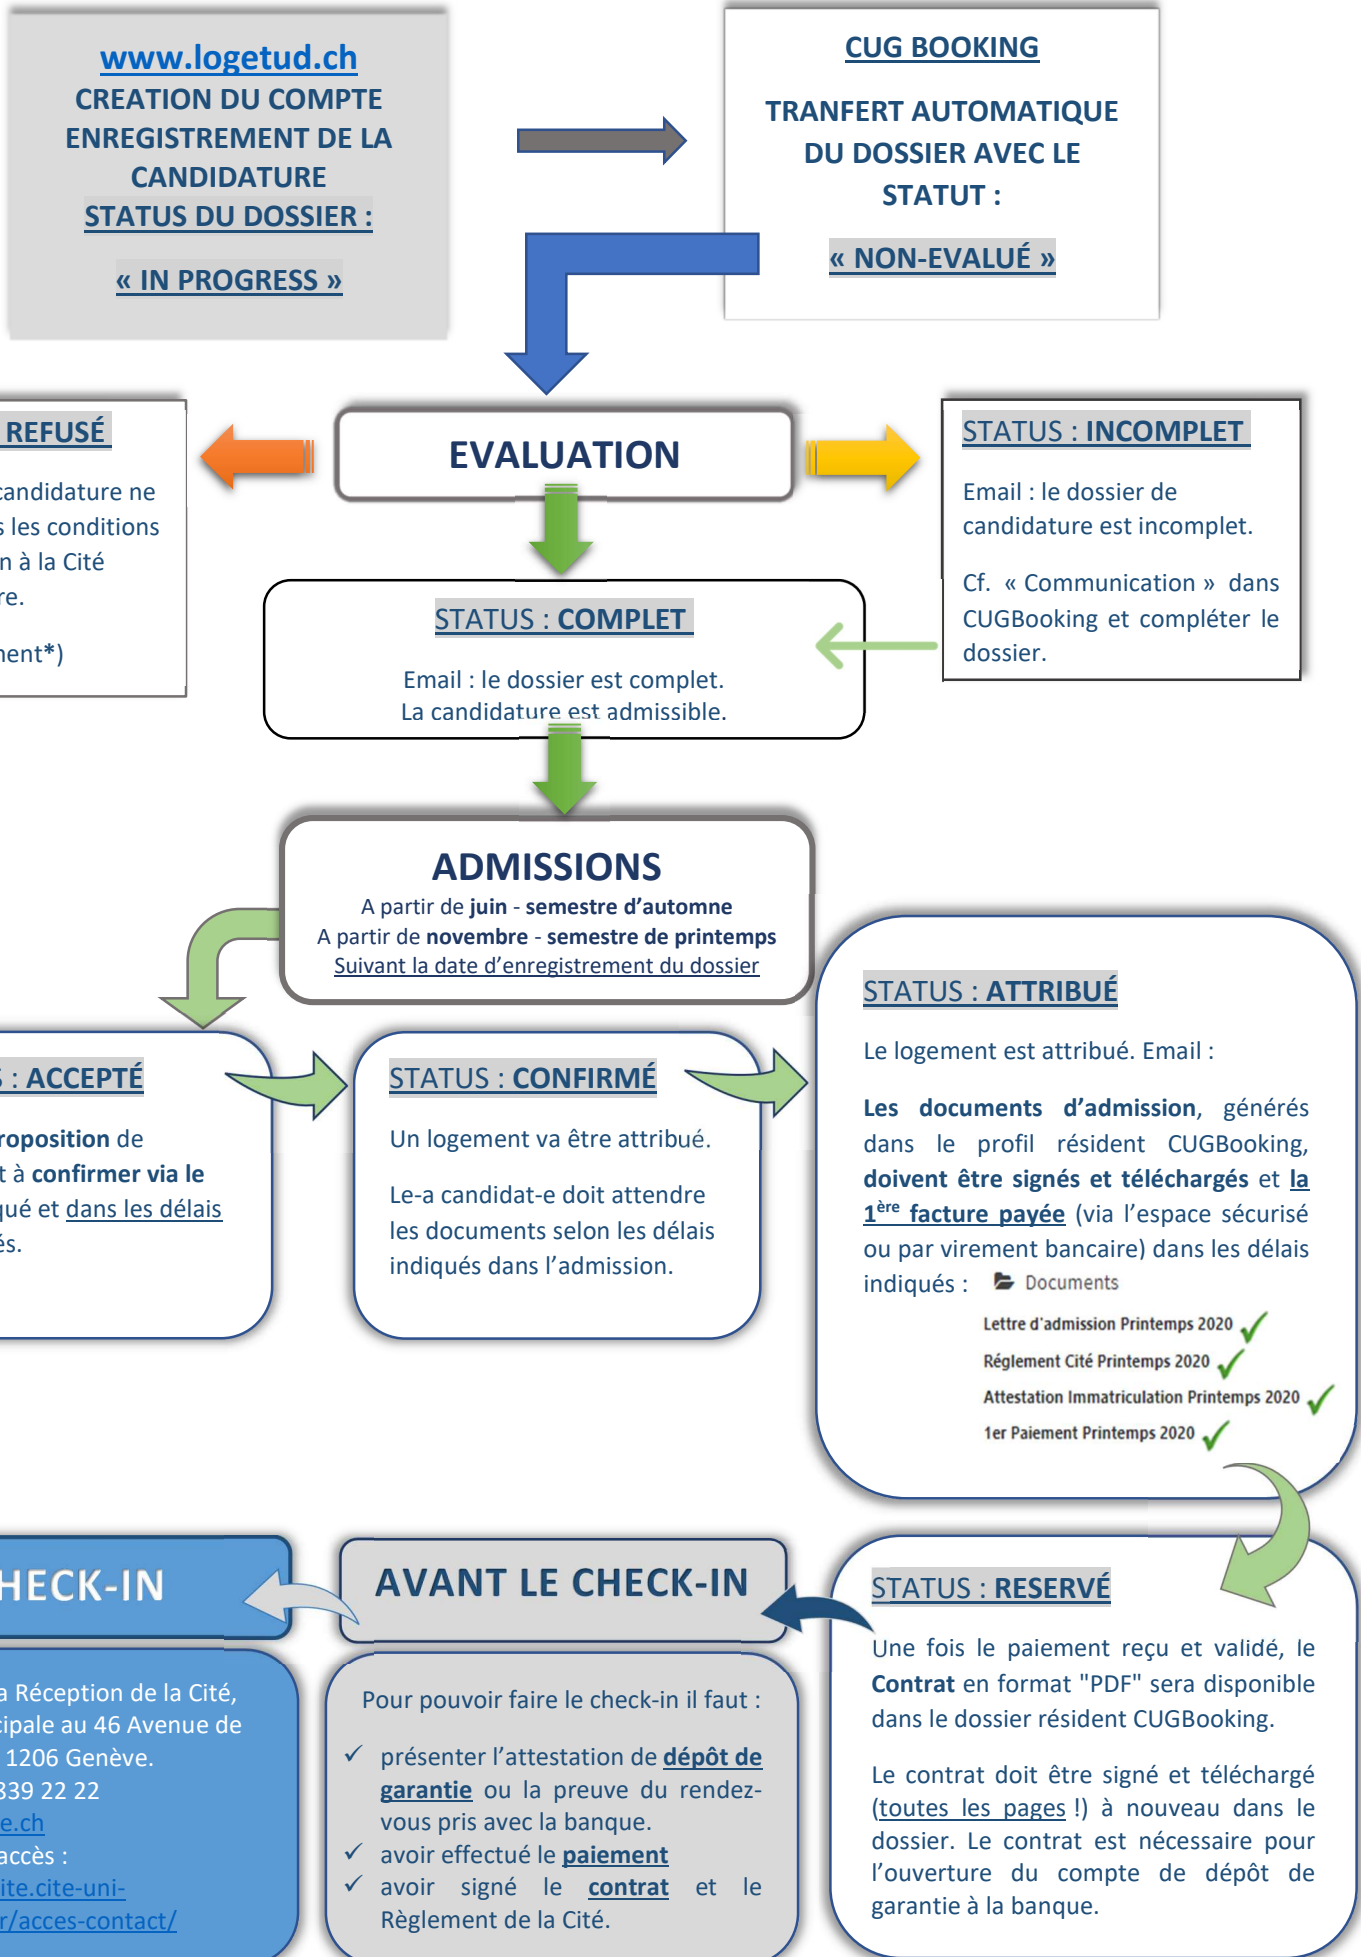 www.logetud.ch
CREATION DU COMPTE
ENREGISTREMENT DE LA
CANDIDATURE
STATUS DU DOSSIER :
« IN PROGRESS »
CUG BOOKING
TRANFERT AUTOMATIQUE
DU DOSSIER AVEC LE
STATUT :
« NON-EVALUÉ »
REFUSÉ
candidature ne
les conditions
à la Cité
EVALUATION
STATUS : INCOMPLET
Email : le dossier de
candidature est incomplet.
Cf. « Communication » dans
CUGBooking et compléter le
dossier.
STATUS : COMPLET
Email : le dossier est complet.
La candidature est admissible.
ADMISSIONS
A partir de juin - semestre d’automne
A partir de novembre - semestre de printemps
Suivant la date d’enregistrement du dossier
: ACCEPTÉ
roposition de
à confirmer via le
qué et dans les délais
STATUS : CONFIRMÉ
Un logement va être attribué.
Le-a candidat-e doit attendre
les documents selon les délais
indiqués dans l’admission.
STATUS : ATTRIBUÉ
Le logement est attribué. Email :
Les documents d’admission, générés
dans le profil résident CUGBooking,
doivent être signés et téléchargés et la
1ère facture payée (via l’espace sécurisé
ou par virement bancaire) dans les délais
indiqués : Documents
Lettre d'admission Printemps 2020
Réglement Cité Printemps 2020
Attestation Immatriculation Printemps 2020
1er Paiement Printemps 2020
HECK-IN
a Réception de la Cité,
cipale au 46 Avenue de
1206 Genève.
839 22 22
e.ch
accès :
ite.cite-uni-
r/acces-contact/
AVANT LE CHECK-IN
Pour pouvoir faire le check-in il faut :
✓ présenter l’attestation de dépôt de
garantie ou la preuve du rendez-
vous pris avec la banque.
✓ avoir effectué le paiement
✓ avoir signé le contrat et le
Règlement de la Cité.
STATUS : RESERVÉ
Une fois le paiement reçu et validé, le
Contrat en format "PDF" sera disponible
dans le dossier résident CUGBooking.
Le contrat doit être signé et téléchargé
(toutes les pages !) à nouveau dans le
dossier. Le contrat est nécessaire pour
l’ouverture du compte de dépôt de
garantie à la banque.